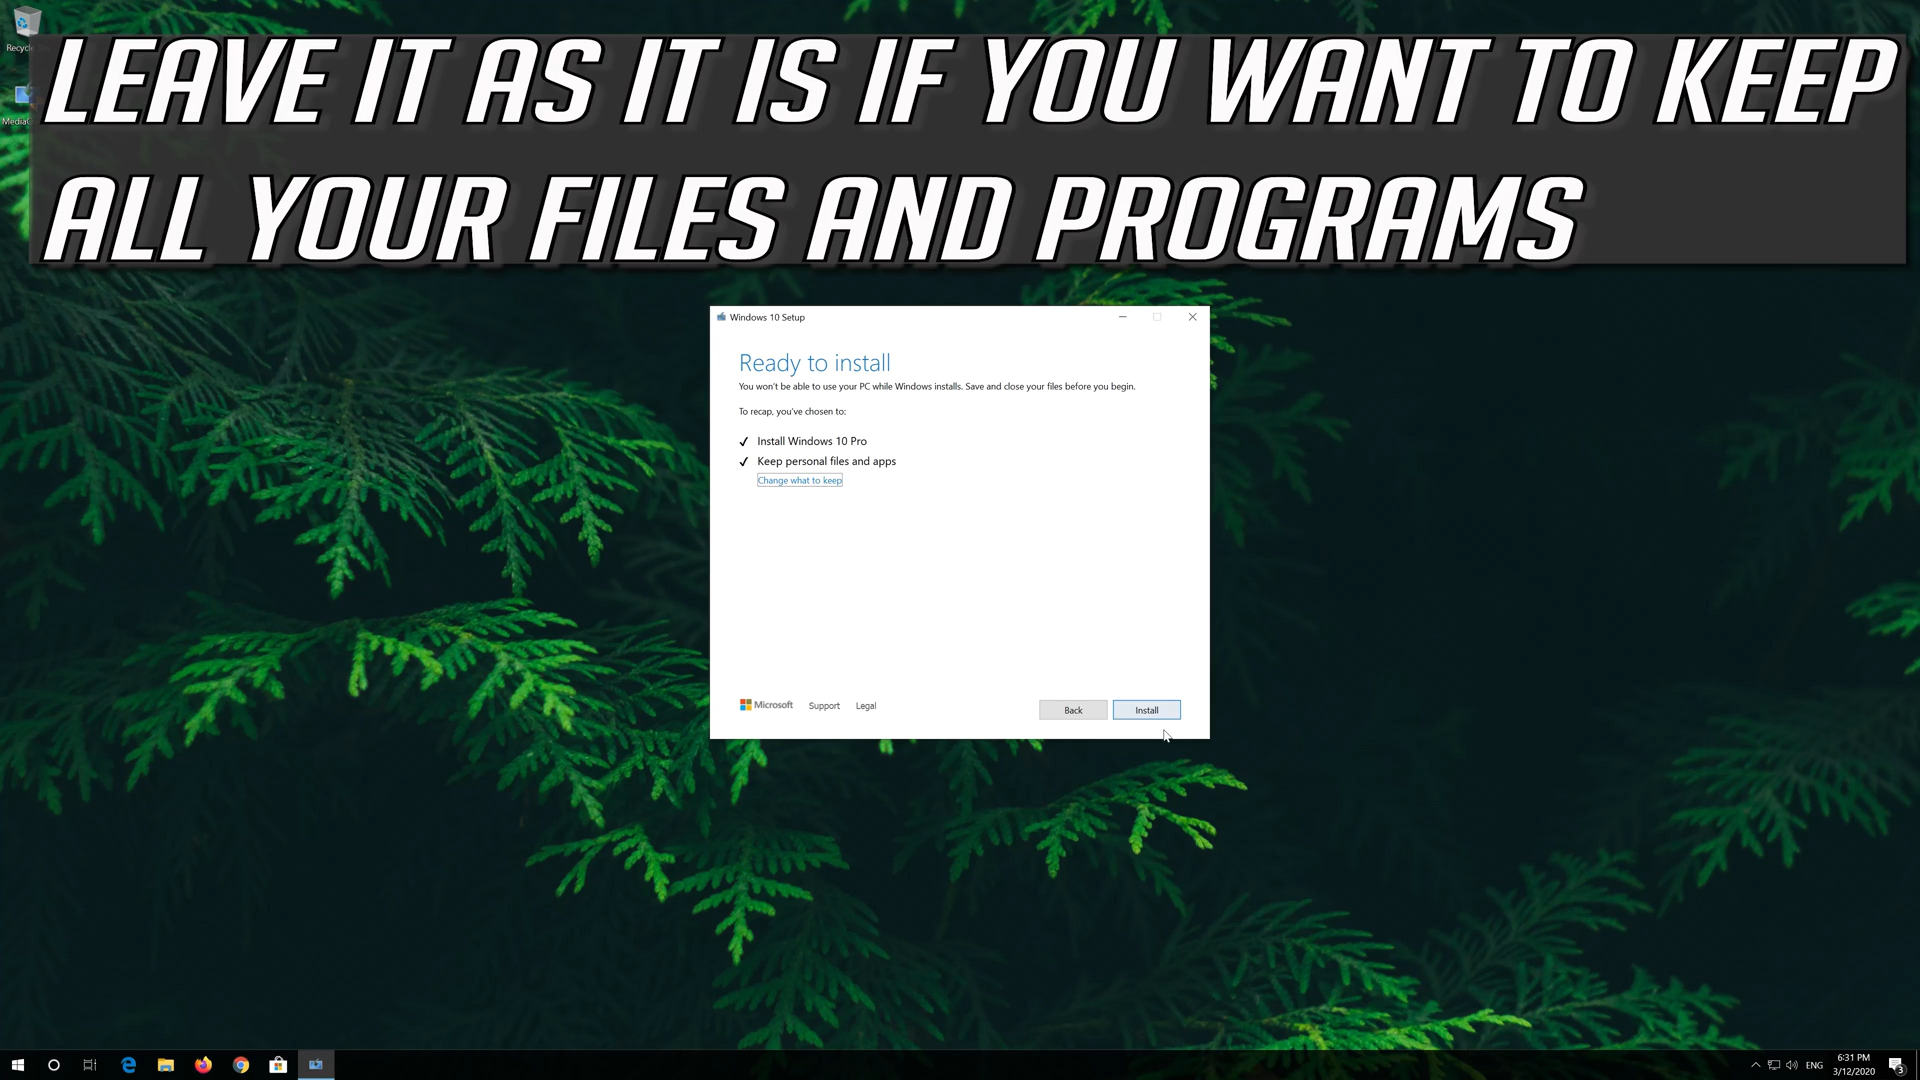 Recycle
LEAVE IT AS IT IS IF YOU WANT TO KEEP
ALL YOUR FILES AND PROGRAMS
Windows 10 Setup
Ready to install
You won't be able to use your PC while Windows installs. Save and close your files before you begin.
To recap, you've chosen to:
✓ Install Windows 10 Pro
✓ Keep personal files and apps
Change what to keep
Microsoft Support Legal
Back Install
ENG
6:31 PM
3/12/2020
3